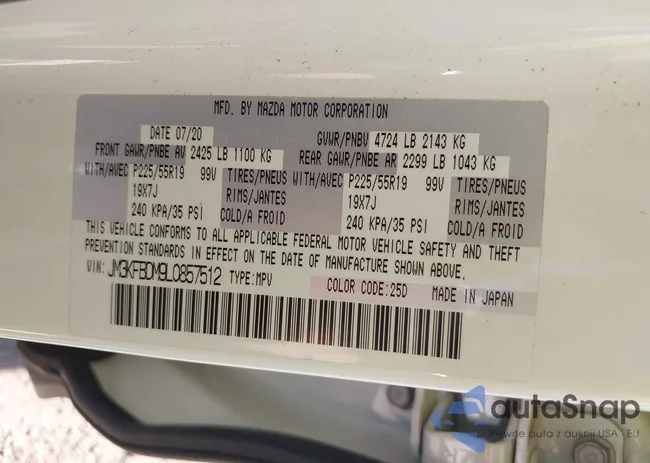 MFD. BY MAZDA MOTOR CORPORATION
DATE 07/20 GVWR/PNBV 4724 LB 2143 KG
FRONT GAWR/PNBE AV 2425 LB 1100 KG REAR GAWR/PNBE AR 2299 LB 1043 KG
WITH/AVEC P225/55R19 99V TIRES/PNEUS WITH/AVEC P225/55R19 99V TIRES/PNEUS
19X7J RIMS/JANTES 19X7J RIMS/JANTES
240 KPA/35 PSI COLD/A FROID 240 KPA/35 PSI COLD/A FROID
THIS VEHICLE CONFORMS TO ALL APPLICABLE FEDERAL MOTOR VEHICLE SAFETY AND THEFT
PREVENTION STANDARDS IN EFFECT ON THE DATE OF MANUFACTURE SHOWN ABOVE.
VIN: JM3KFBDM9L0857512 TYPE:MPV COLOR CODE:25D MADE IN JAPAN
autaSnap
Pewne auta z aukcji USA i EU